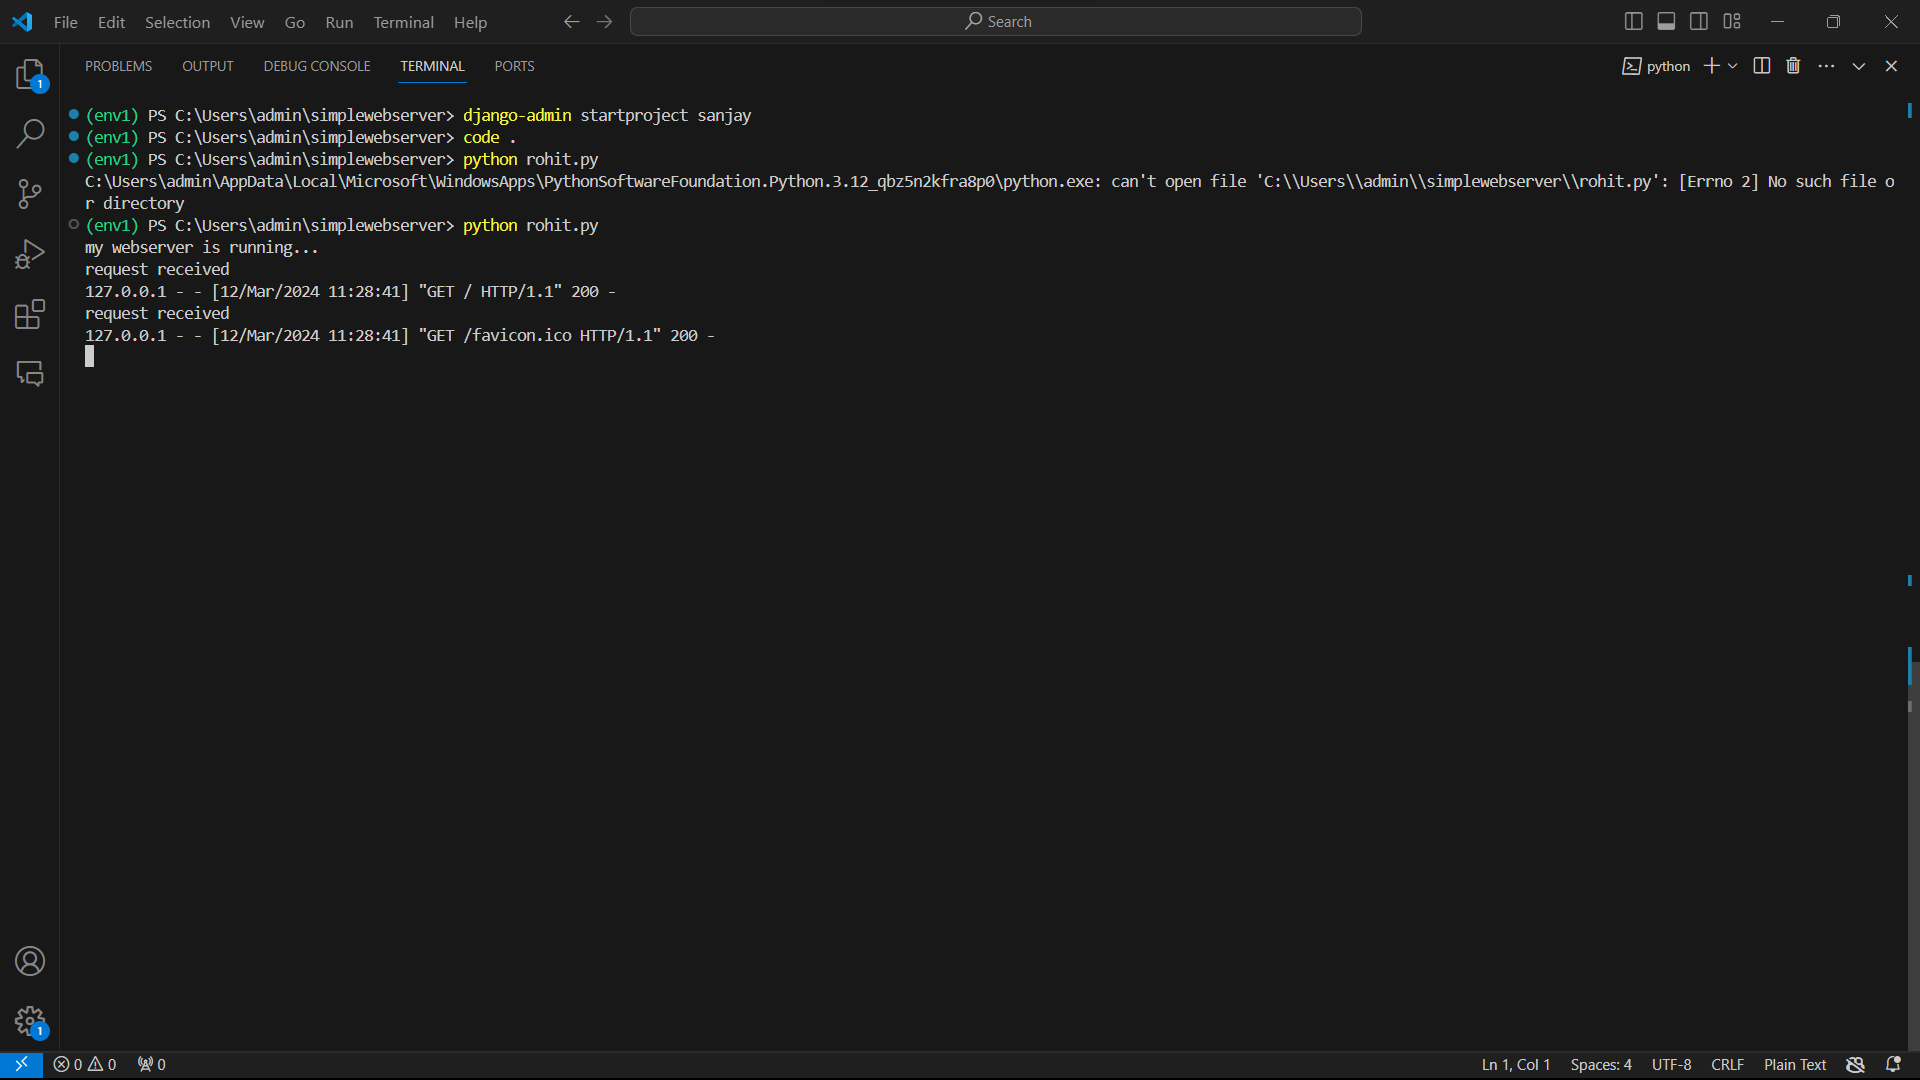 File Edit Selection View Go Run Terminal Help Search
1
PROBLEMS OUTPUT DEBUG CONSOLE TERMINAL PORTS python
(env1) PS C:\Users\admin\simplewebserver> django-admin startproject sanjay
(env1) PS C:\Users\admin\simplewebserver> code .
(env1) PS C:\Users\admin\simplewebserver> python rohit.py
C:\Users\admin\AppData\Local\Microsoft\WindowsApps\PythonSoftwareFoundation.Python.3.12_qbz5n2kfra8p0\python.exe: can't open file 'C:\\Users\\admin\\simplewebserver\\rohit.py': [Errno 2] No such file o
r directory
(env1) PS C:\Users\admin\simplewebserver> python rohit.py
my webserver is running...
request received
127.0.0.1 - - [12/Mar/2024 11:28:41] "GET / HTTP/1.1" 200 -
request received
127.0.0.1 - - [12/Mar/2024 11:28:41] "GET /favicon.ico HTTP/1.1" 200 -
1
0 0 0 Ln 1, Col 1 Spaces: 4 UTF-8 CRLF Plain Text